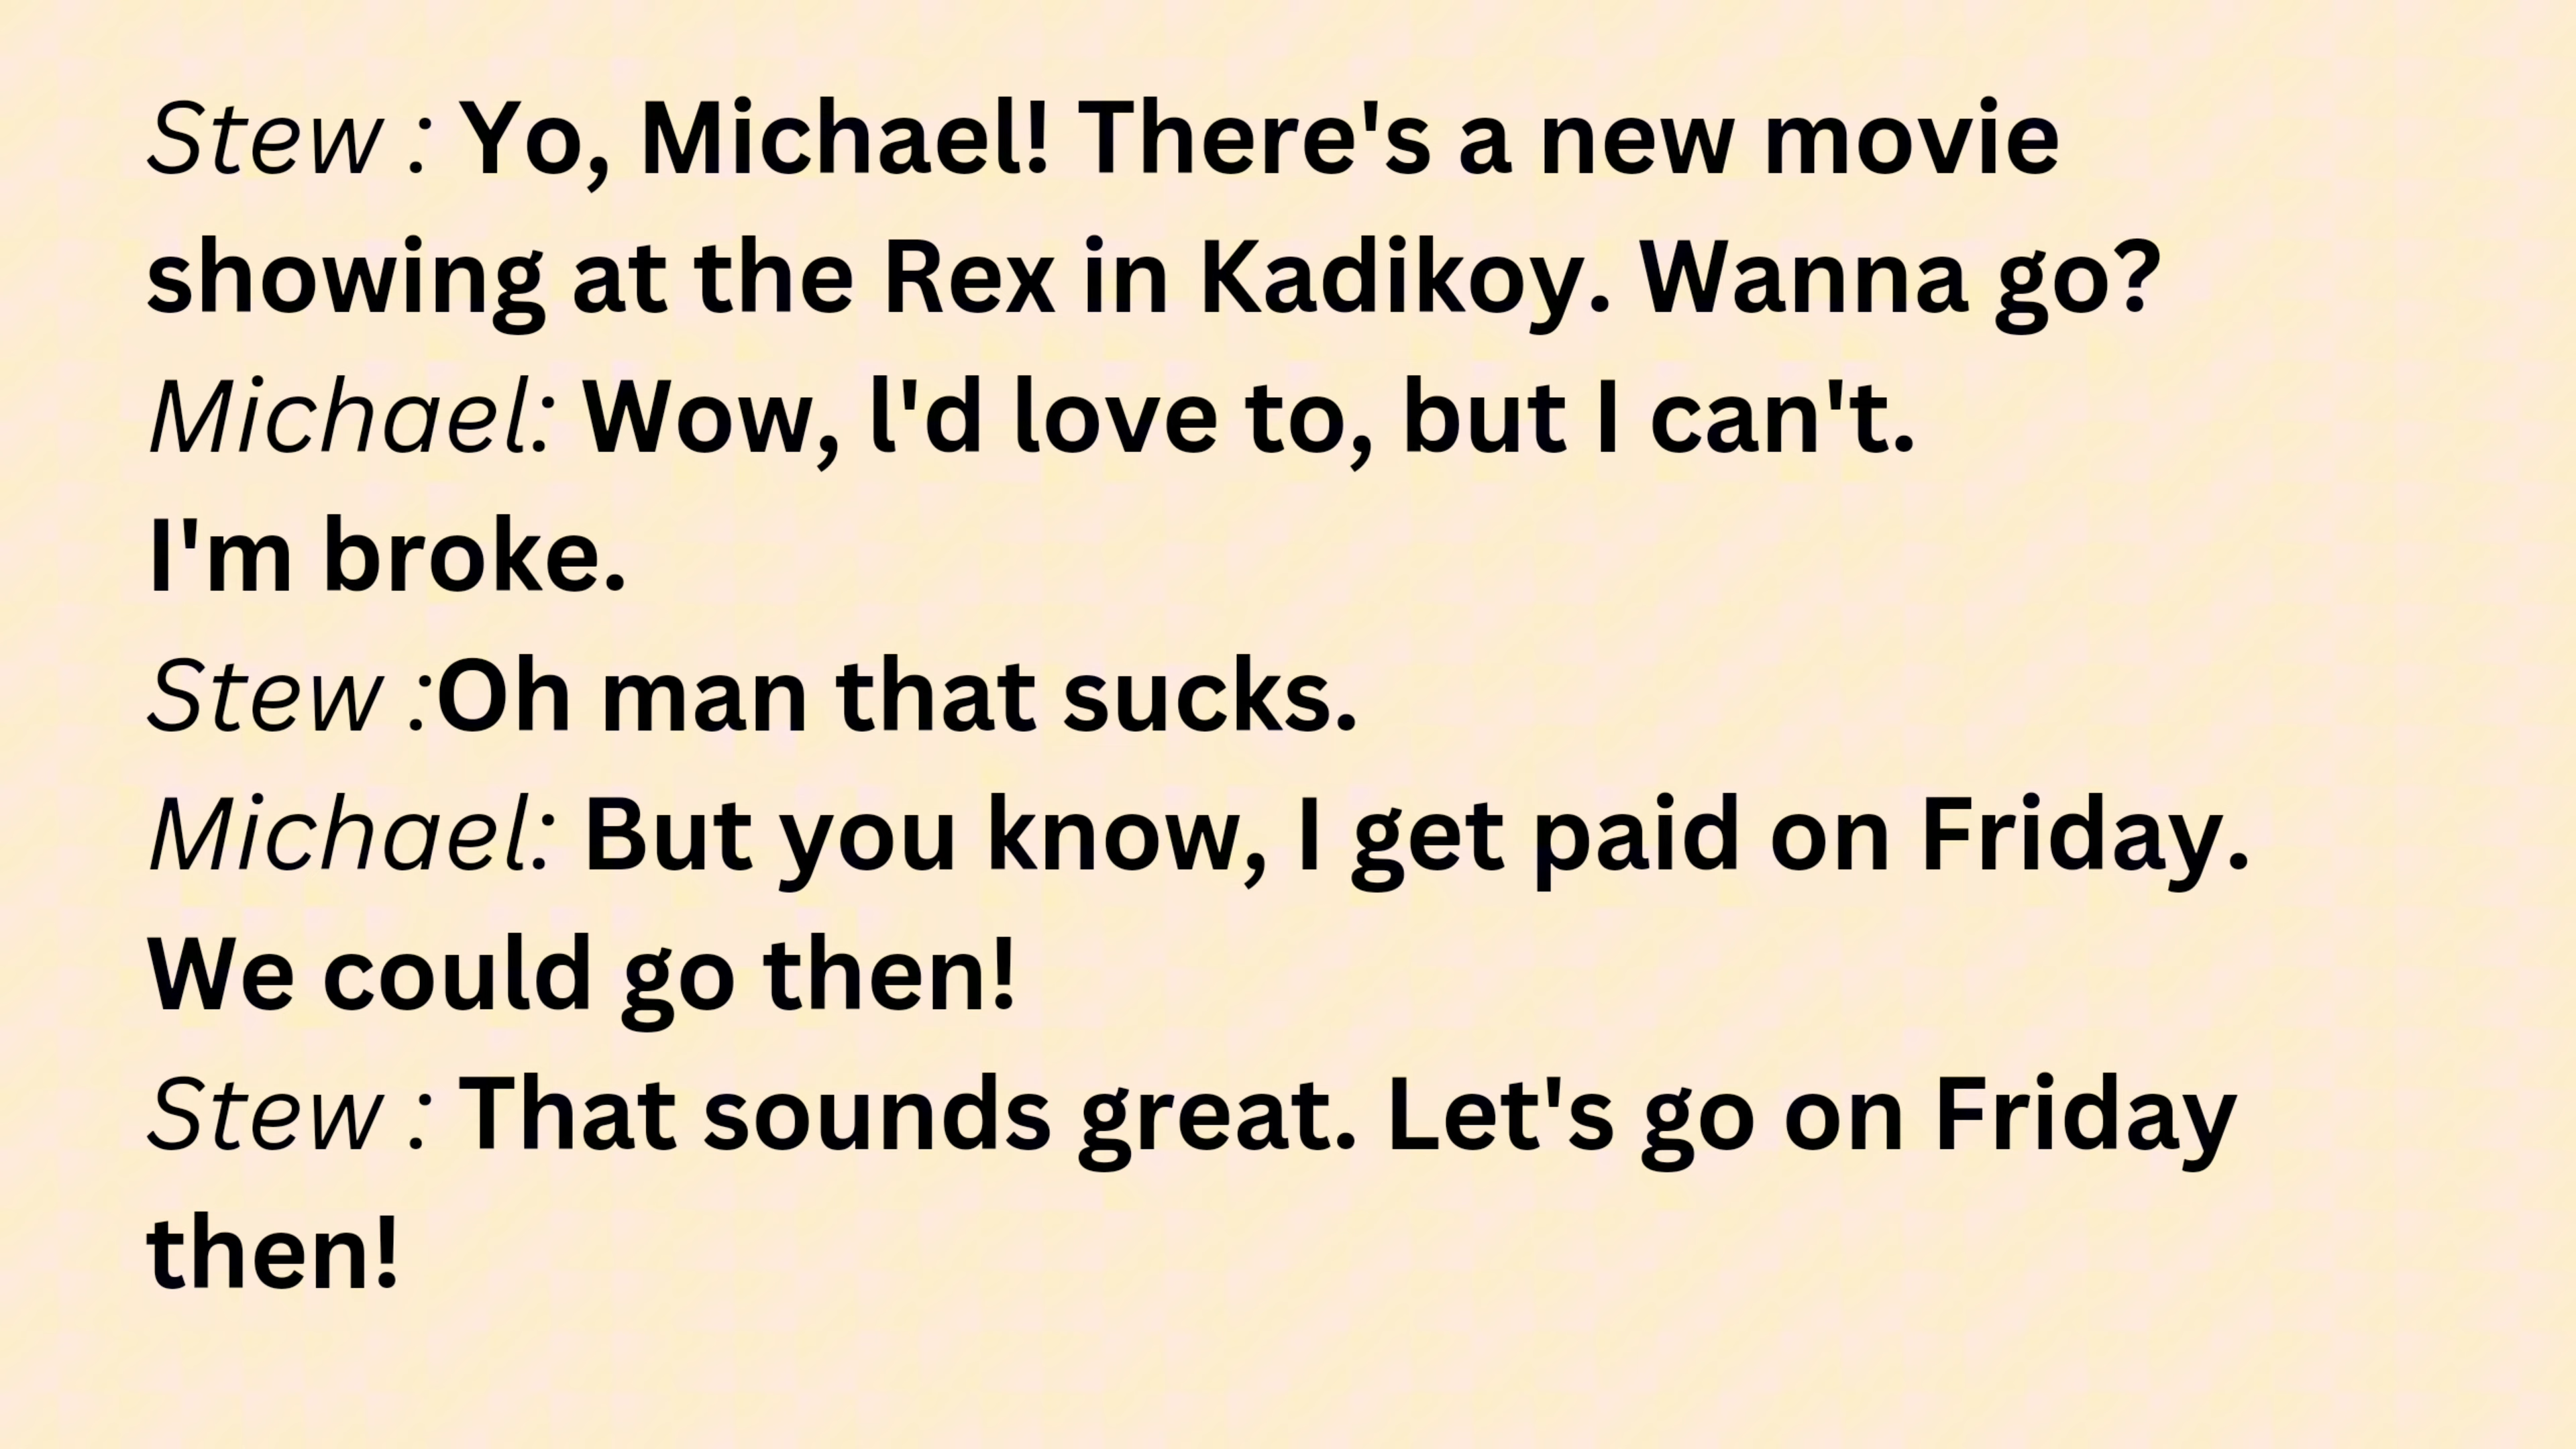 Stew : Yo, Michael! There's a new movie
showing at the Rex in Kadikoy. Wanna go?
Michael: Wow, l'd love to, but I can't.
I'm broke.
Stew :Oh man that sucks.
Michael: But you know, I get paid on Friday.
We could go then!
Stew : That sounds great. Let's go on Friday
then!